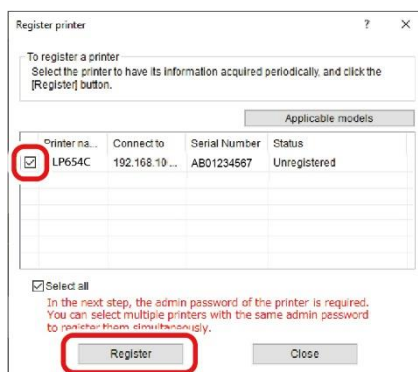 Register printer
? ×
To register a printer
Select the printer to have its information acquired periodically, and click the
[Register] button.
Applicable models
Printer na... Connect to Serial Number Status
LP654C 192.168.10... AB01234567 Unregistered
Select all
In the next step, the admin password of the printer is required.
You can select multiple printers with the same admin password
to register them simultaneously.
Register Close